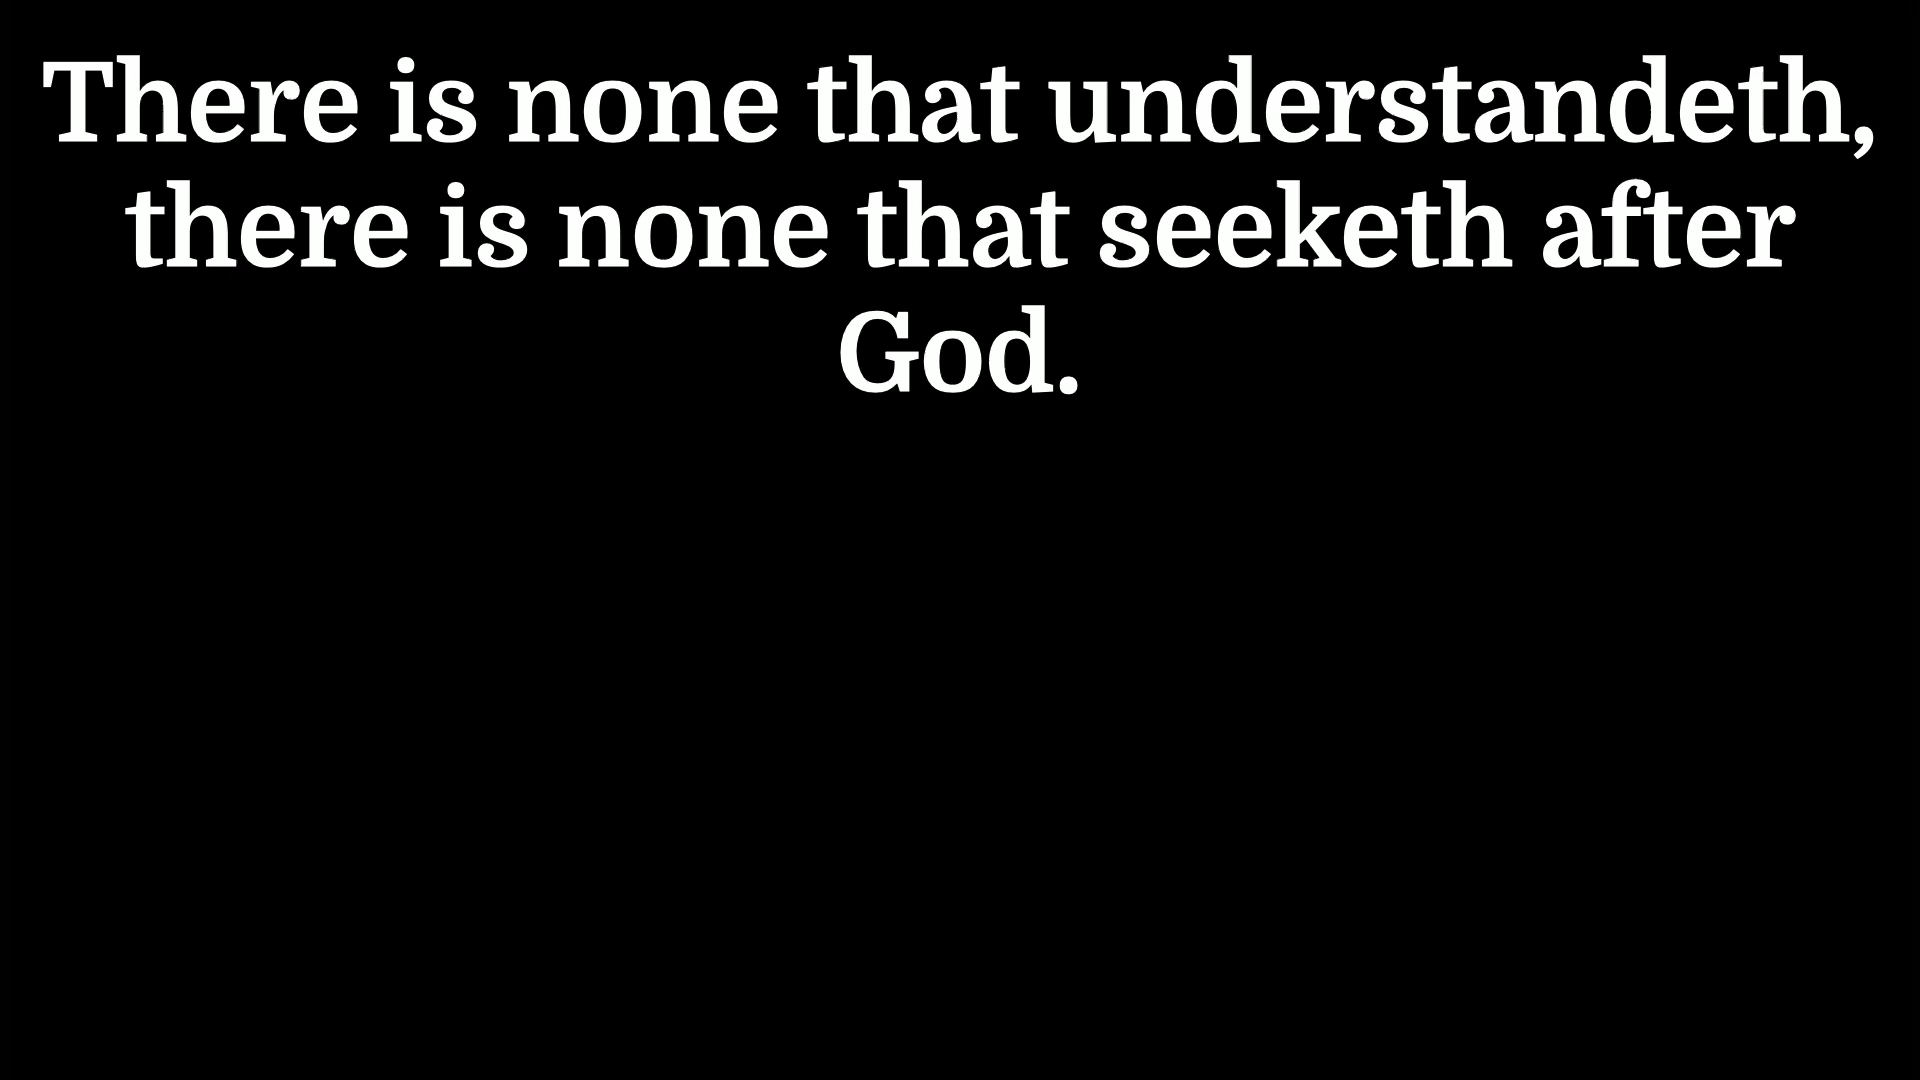 There is none that understandeth,
there is none that seeketh after
God.